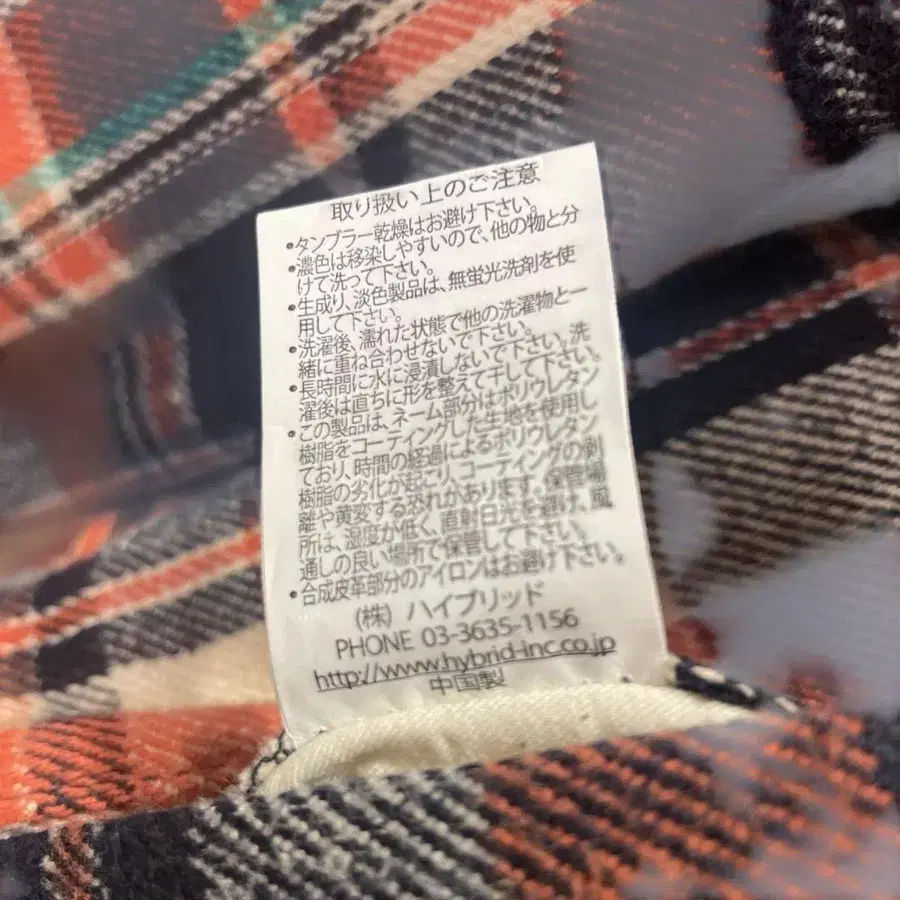 取り扱い上のご注意
•タンブラー乾燥はお避け下さい。
•濃色は移染しやすいので、他の物と分
けて洗って下さい。
•生成り、淡色製品は、無蛍光洗剤を使
用して下さい。
•洗濯後、濡れた状態で他の洗濯物と一
緒に重ね合わせないで下さい。
•長時間に水に浸漬しないで下さい。洗
濯後は直ちに形を整えて干して下さい。
•この製品は、ネーム部分はポリウレタン
樹脂をコーティングした生地を使用し
ており、時間の経過によるポリウレタン
樹脂の劣化が起こり、コーティングの剥
離や黄変する恐れがあります。保管場
所は、湿度が低く、直射日光を避け、風
通しの良い場所で保管して下さい。
•合成皮革部分のアイロンはお避け下さい。
(株) ハイブリッド
PHONE 03-3635-1156
http://www.hybrid-inc.co.jp
中国製